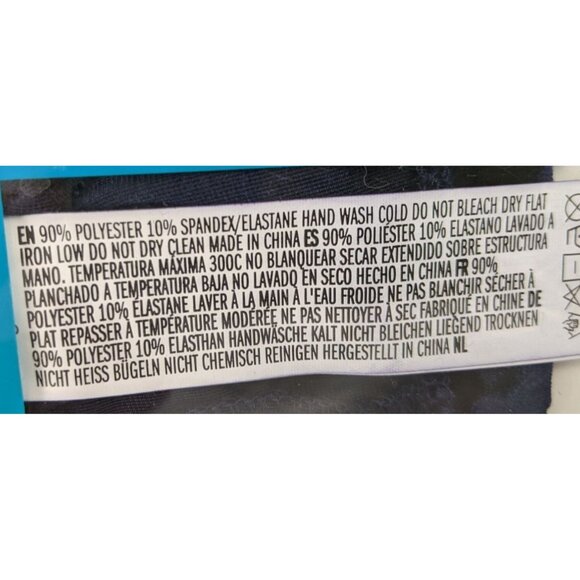 EN 90% POLYESTER 10% SPANDEX/ELASTANE HAND WASH COLD DO NOT BLEACH DRY FLAT
IRON LOW DO NOT DRY CLEAN MADE IN CHINA ES 90% POLIÉSTER 10% ELASTANO LAVADO A
MANO. TEMPERATURA MÁXIMA 300C NO BLANQUEAR SECAR EXTENDIDO SOBRE ESTRUCTURA
PLANCHADO A TEMPERATURA BAJA NO LAVADO EN SECO HECHO EN CHINA FR 90%
POLYESTER 10% ÉLASTANE LAVER À LA MAIN À L'EAU FROIDE NE PAS BLANCHIR SÉCHER À
PLAT REPASSER À TEMPÉRATURE MODERÉE NE PAS NETTOYER À SEC FABRIQUÉ EN CHINE DE
90% POLYESTER 10% ELASTHAN HANDWÄSCHE KALT NICHT BLEICHEN LIEGEND TROCKNEN
NICHT HEISS BÜGELN NICHT CHEMISCH REINIGEN HERGESTELLT IN CHINA NL